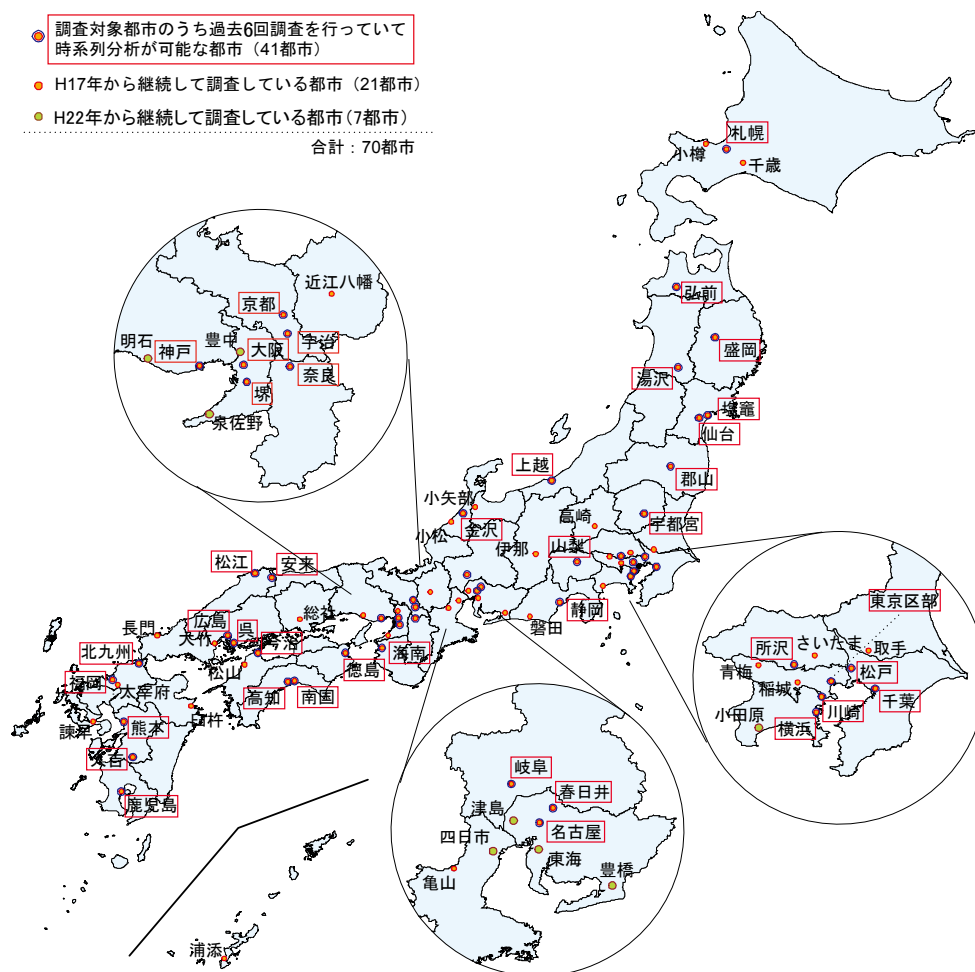 調査対象都市のうち過去6回調査を行っていて
時系列分析が可能な都市（41都市）
H17年から継続して調査している都市（21都市）
H22年から継続して調査している都市(7都市)
合計：70都市
札幌
小樽
千歳
弘前
盛岡
湯沢
塩竈
仙台
郡山
上越
宇都宮
高崎
小矢部
金沢
小松
伊那
山梨
静岡
磐田
近江八幡
京都
宇治
明石
神戸
豊中
大阪
奈良
堺
泉佐野
松江
安来
広島
呉
総社
今治
長門
大竹
松山
徳島
海南
高知
南国
北九州
福岡
太宰府
臼杵
諫早
熊本
人吉
鹿児島
浦添
東京区部
所沢
さいたま
取手
青梅
稲城
松戸
千葉
小田原
横浜
川崎
岐阜
春日井
津島
名古屋
四日市
東海
亀山
豊橋